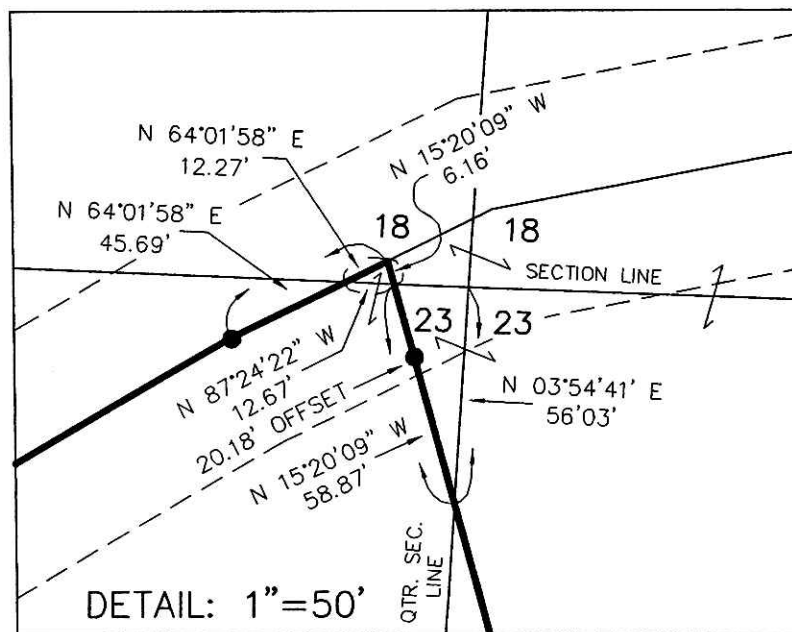 N 64°01'58" E
12.27'
N 15°20'09" W
6.16'
N 64°01'58" E
45.69'
18
18
SECTION LINE
23
23
N 87°24'22" W
12.67'
20.18' OFFSET
N 03°54'41" E
56'03'
N 15°20'09" W
58.87'
QTR. SEC.
LINE
DETAIL: 1"=50'